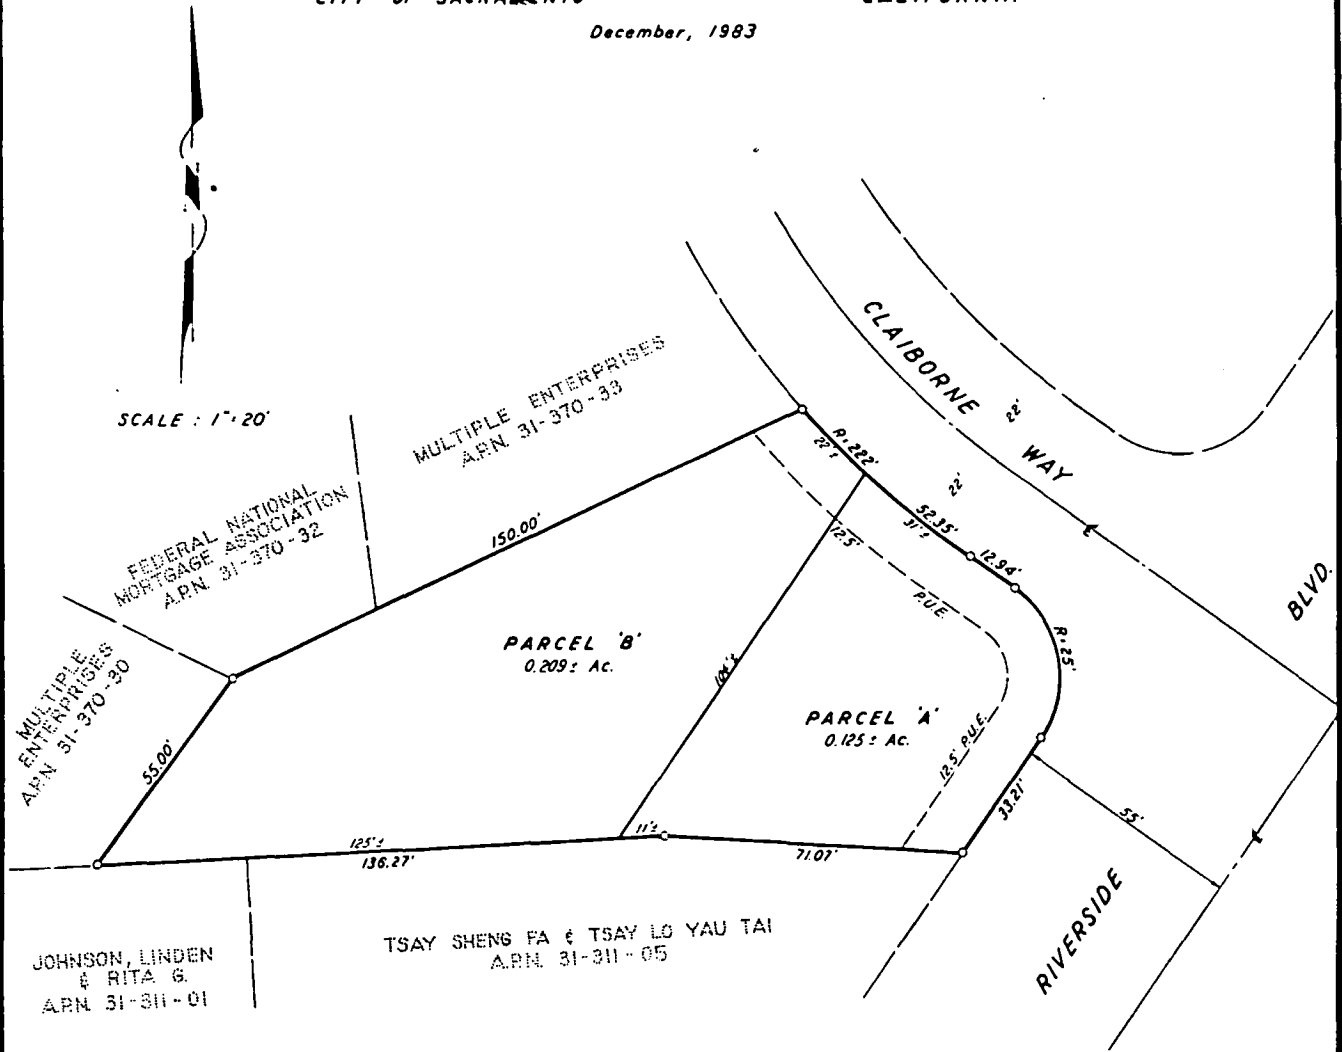 CITY OF SACRAMENTO
CALIFORNIA
December, 1983
SCALE : 1"=20'
MULTIPLE ENTERPRISES
A.P.N. 31-370-33
FEDERAL NATIONAL
MORTGAGE ASSOCIATION
A.P.N. 31-370-32
MULTIPLE
ENTERPRISES
A.P.N. 31-370-30
CLAIBORNE WAY
22'
22'
R=222'
22'±
52.35'
31'±
12.94'
12.5'
P.U.E.
R=25'
150.00'
PARCEL 'B'
0.209± Ac.
PARCEL 'A'
0.125± Ac.
12.5' P.U.E.
33.21'
55'
55.00'
125'±
136.27'
11'±
71.07'
RIVERSIDE BLVD.
JOHNSON, LINDEN
& RITA G.
A.P.N. 31-311-01
TSAY SHENG FA & TSAY LO YAU TAI
A.P.N. 31-311-05